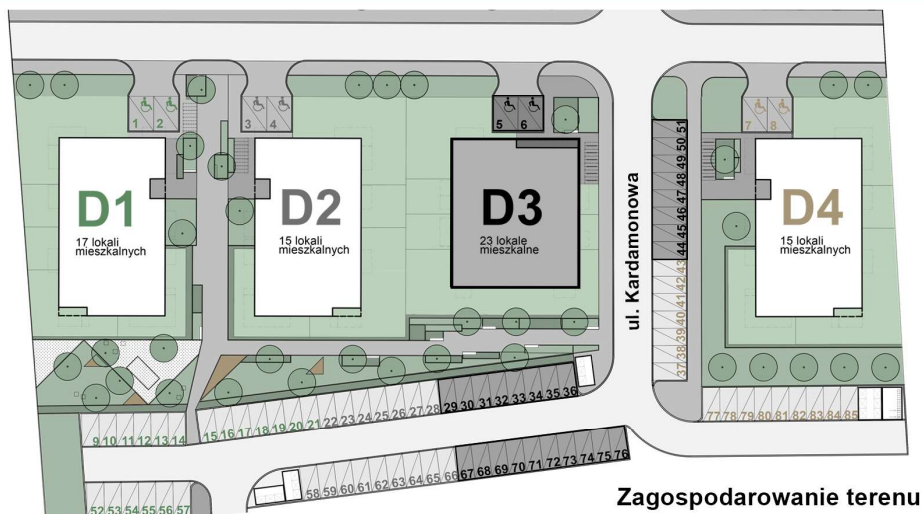 1 2
3 4
5 6
7 8
D1
17 lokali
mieszkalnych
D2
15 lokali
mieszkalnych
D3
23 lokale
mieszkalne
D4
15 lokali
mieszkalnych
ul. Kardamonowa
51
50
49
48
47
46
45
44
43
42
41
40
39
38
37
9 10 11 12 13 14
15 16 17 18 19 20 21 22 23 24 25 26 27 28 29 30 31 32 33 34 35 36
77 78 79 80 81 82 83 84 85
52 53 54 55 56 57
58 59 60 61 62 63 64 65 66 67 68 69 70 71 72 73 74 75 76
Zagospodarowanie terenu